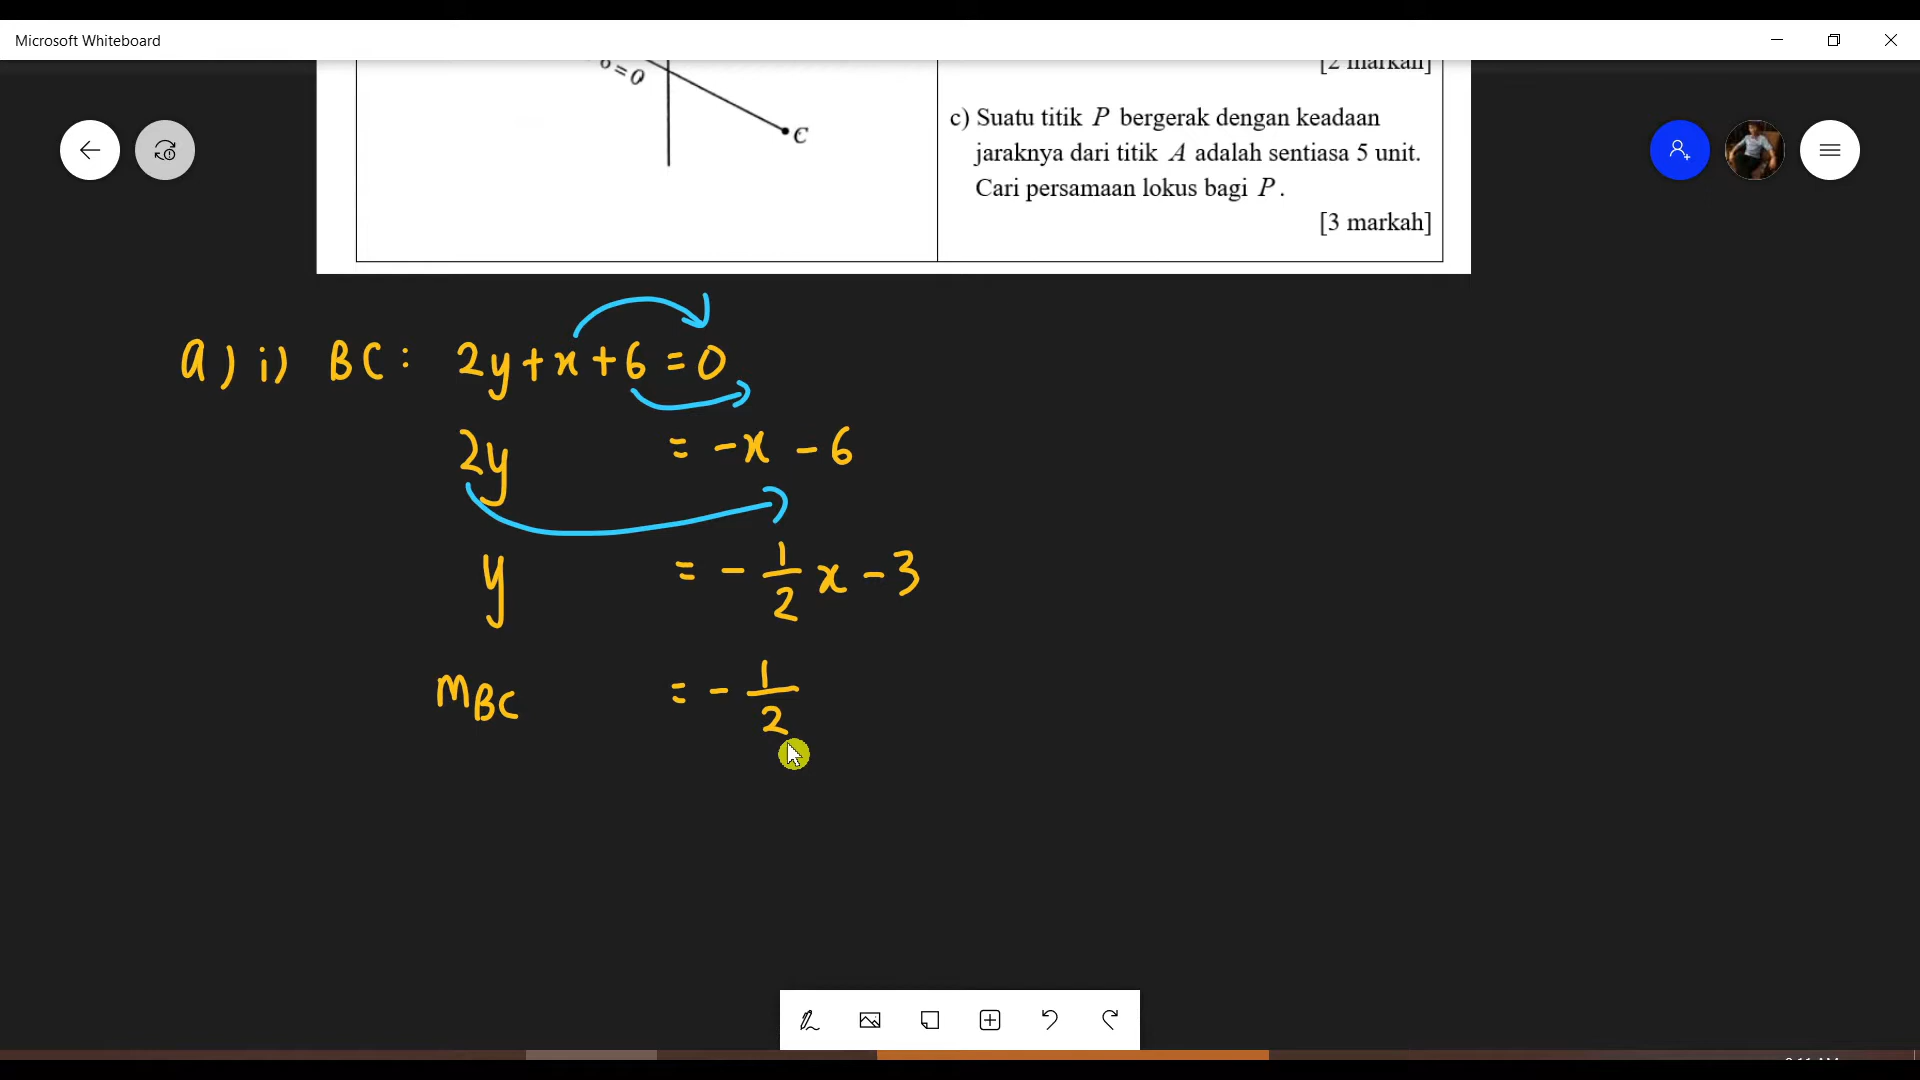 Microsoft Whiteboard
6 = 0
C
[2 markah]
c) Suatu titik P bergerak dengan keadaan
jaraknya dari titik A adalah sentiasa 5 unit.
Cari persamaan lokus bagi P.
[3 markah]
a) i) BC: 2y + x + 6 = 0
2y = -x - 6
y = -1/2 x - 3
mBC = -1/2